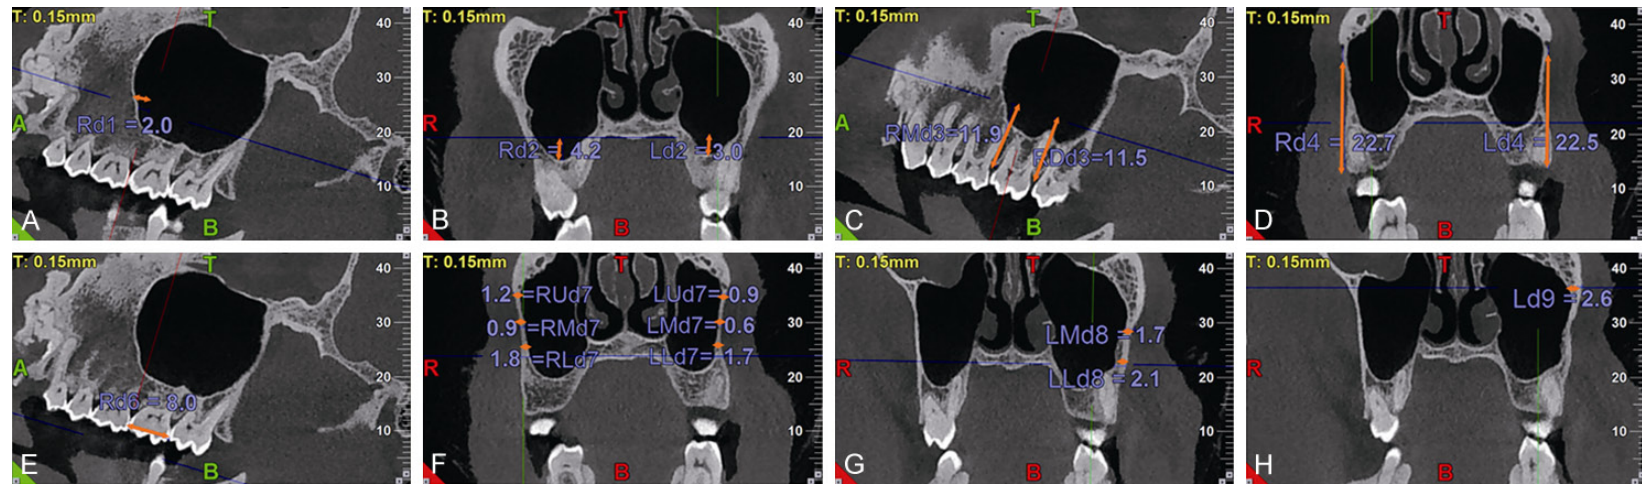 T: 0.15mm
T
40
30
20
10
A
Rd1 = 2.0
B
A
T: 0.15mm
T
40
30
20
10
R
Rd2 = 4.2
Ld2 = 3.0
B
B
T: 0.15mm
T
40
30
20
10
A
RMd3=11.9
RDd3=11.5
B
C
T: 0.15mm
T
40
30
20
10
R
Rd4 = 22.7
Ld4 = 22.5
B
D
T: 0.15mm
T
40
30
20
10
A
Rd6 = 8.0
B
E
T: 0.15mm
T
40
30
20
10
1.2 =RUd7
LUd7= 0.9
0.9 =RMd7
LMd7= 0.6
1.8 =RLd7
LLd7= 1.7
R
B
F
T: 0.15mm
T
40
30
20
10
LMd8 = 1.7
R
LLd8 = 2.1
B
G
T: 0.15mm
T
40
30
20
10
Ld9 = 2.6
R
B
H